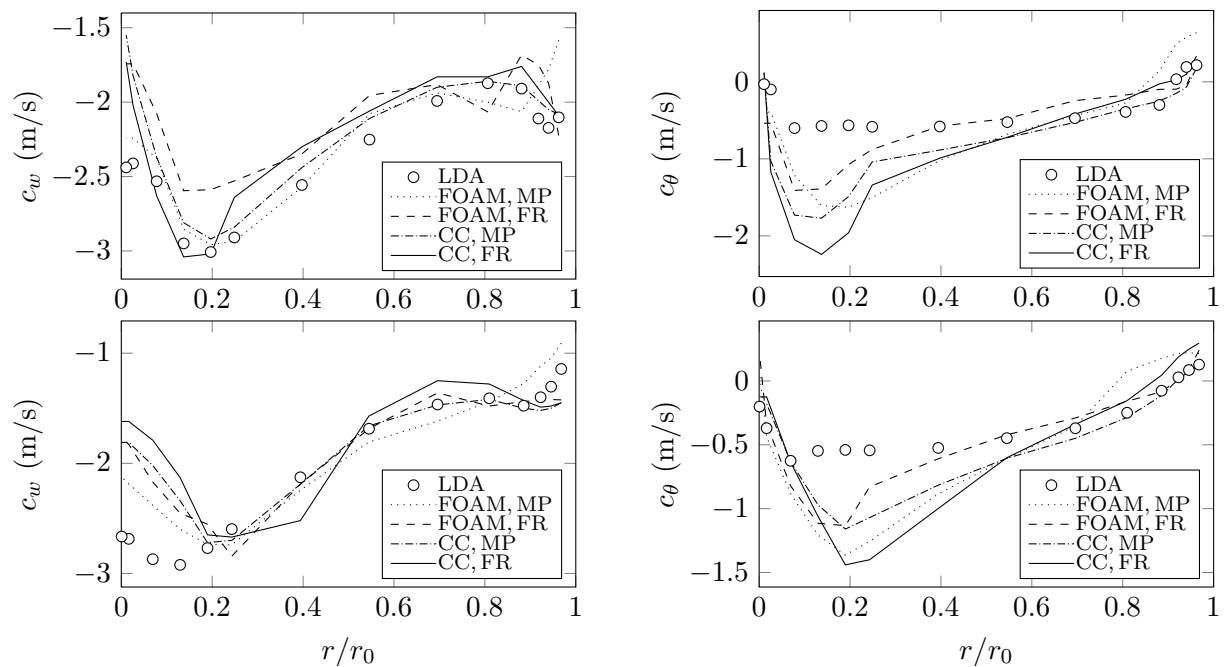 −1.5
−2
−2.5
−3
c_w (m/s)
LDA
FOAM, MP
FOAM, FR
CC, MP
CC, FR
0 0.2 0.4 0.6 0.8 1
0
−1
−2
c_θ (m/s)
LDA
FOAM, MP
FOAM, FR
CC, MP
CC, FR
0 0.2 0.4 0.6 0.8 1
−1
−2
−3
c_w (m/s)
LDA
FOAM, MP
FOAM, FR
CC, MP
CC, FR
0 0.2 0.4 0.6 0.8 1
r/r_0
0
−0.5
−1
−1.5
c_θ (m/s)
LDA
FOAM, MP
FOAM, FR
CC, MP
CC, FR
0 0.2 0.4 0.6 0.8 1
r/r_0